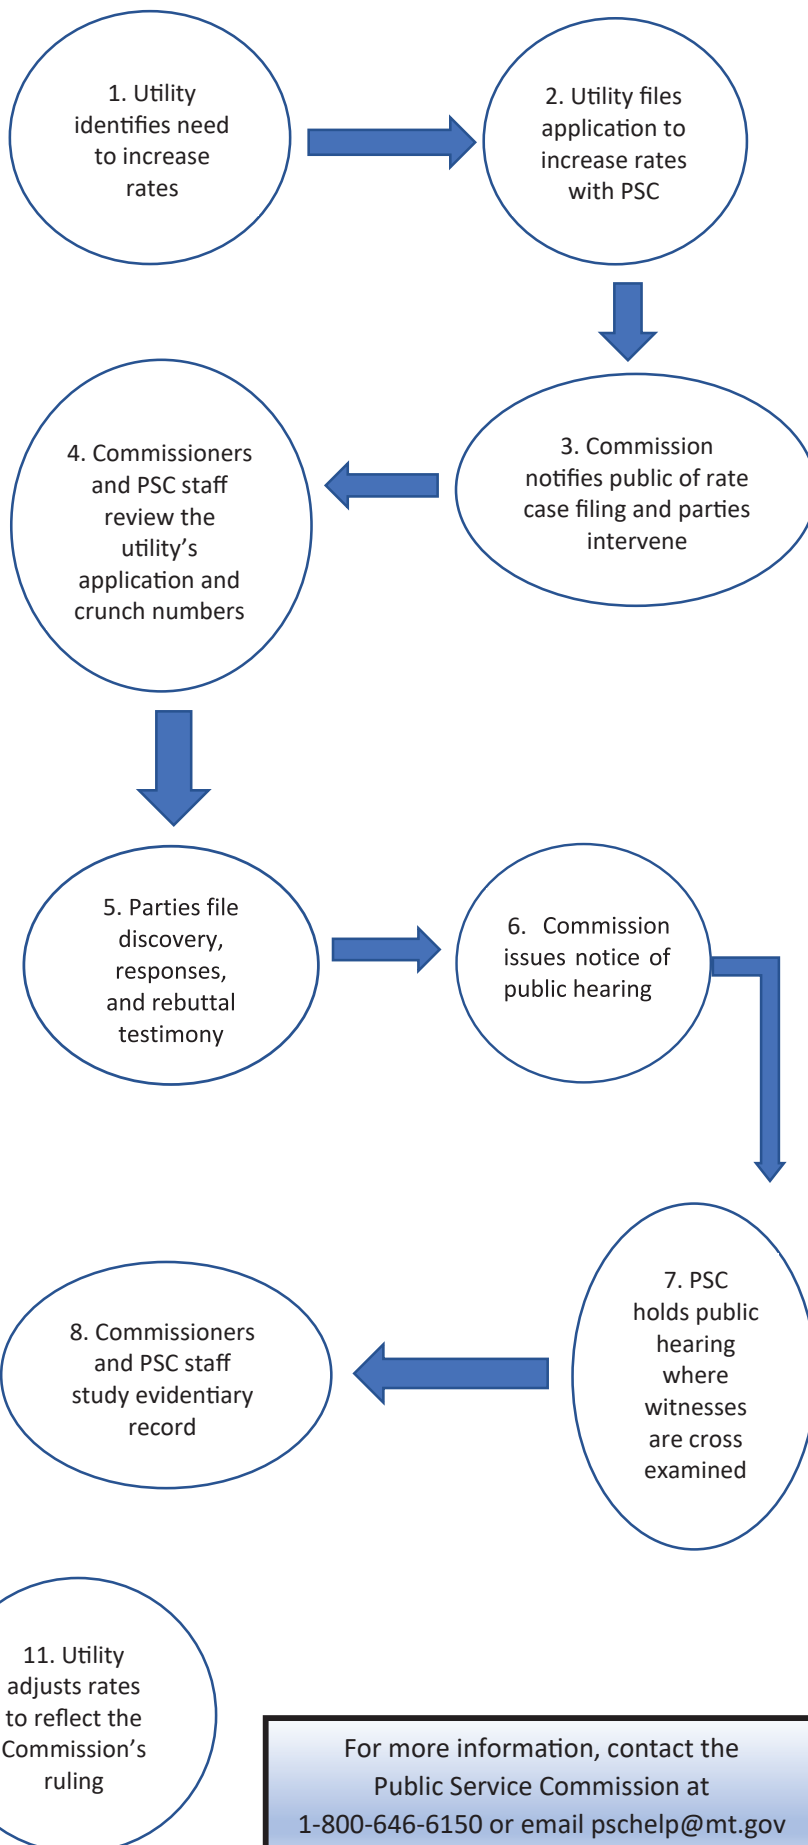 1. Utility
identifies need
to increase
rates
2. Utility files
application to
increase rates
with PSC
3. Commission
notifies public of rate
case filing and parties
intervene
4. Commissioners
and PSC staff
review the
utility’s
application and
crunch numbers
5. Parties file
discovery,
responses,
and rebuttal
testimony
6. Commission
issues notice of
public hearing
7. PSC
holds public
hearing
where
witnesses
are cross
examined
8. Commissioners
and PSC staff
study evidentiary
record
11. Utility
adjusts rates
to reflect the
Commission’s
ruling
For more information, contact the
Public Service Commission at
1-800-646-6150 or email pschelp@mt.gov